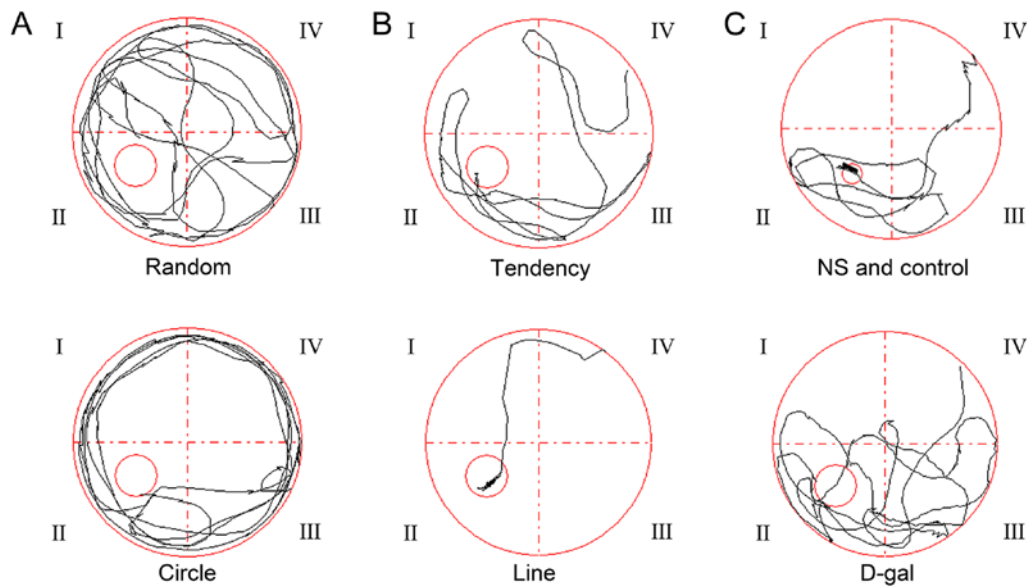 A
B
C
I
IV
I
IV
I
IV
II
III
II
III
II
III
Random
Tendency
NS and control
I
IV
I
IV
I
IV
II
III
II
III
II
III
Circle
Line
D-gal